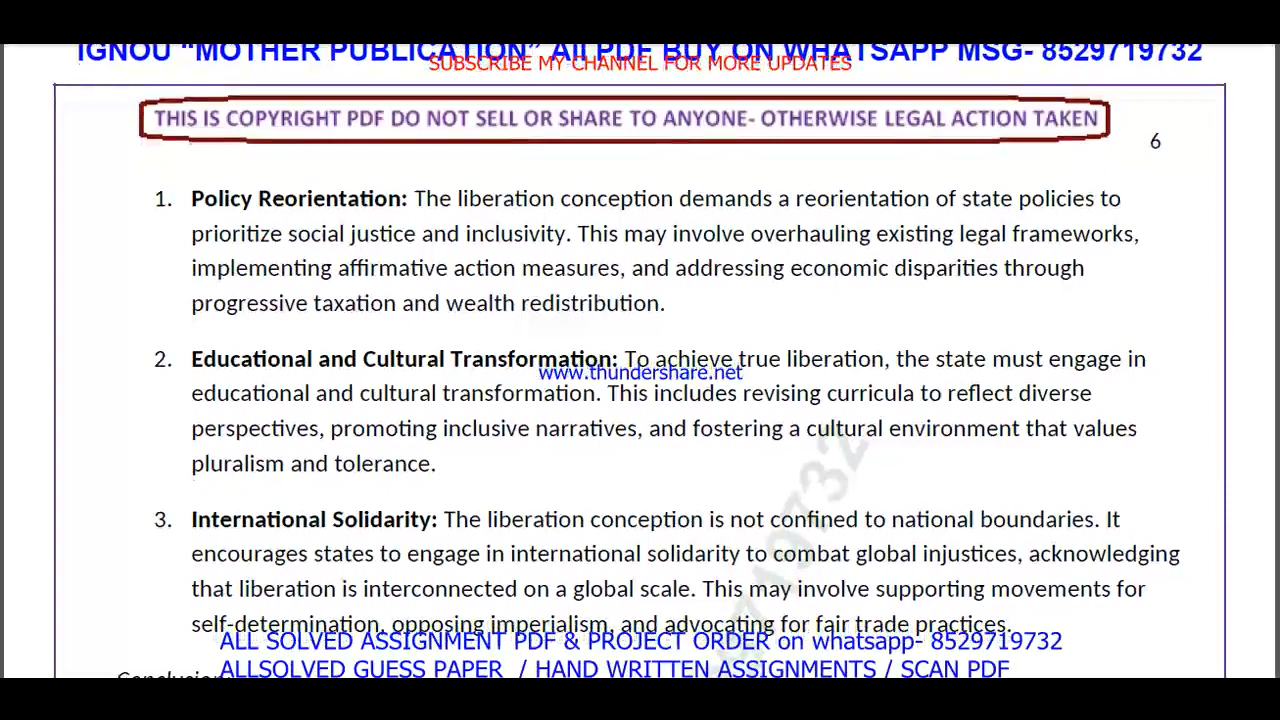 IGNOU “MOTHER PUBLICATION” AILPDF BUY ON WHATSAPP MSG- 8529719732
SUBSCRIBE MY CHANNEL FOR MORE UPDATES
THIS IS COPYRIGHT PDF DO NOT SELL OR SHARE TO ANYONE- OTHERWISE LEGAL ACTION TAKEN
6
1. Policy Reorientation: The liberation conception demands a reorientation of state policies to
prioritize social justice and inclusivity. This may involve overhauling existing legal frameworks,
implementing affirmative action measures, and addressing economic disparities through
progressive taxation and wealth redistribution.
2. Educational and Cultural Transformation: To achieve true liberation, the state must engage in
www.thundershare.net
educational and cultural transformation. This includes revising curricula to reflect diverse
perspectives, promoting inclusive narratives, and fostering a cultural environment that values
pluralism and tolerance.
3. International Solidarity: The liberation conception is not confined to national boundaries. It
encourages states to engage in international solidarity to combat global injustices, acknowledging
that liberation is interconnected on a global scale. This may involve supporting movements for
self-determination, opposing imperialism, and advocating for fair trade practices.
ALL SOLVED ASSIGNMENT PDF & PROJECT ORDER on whatsapp- 8529719732
ALLSOLVED GUESS PAPER / HAND WRITTEN ASSIGNMENTS / SCAN PDF